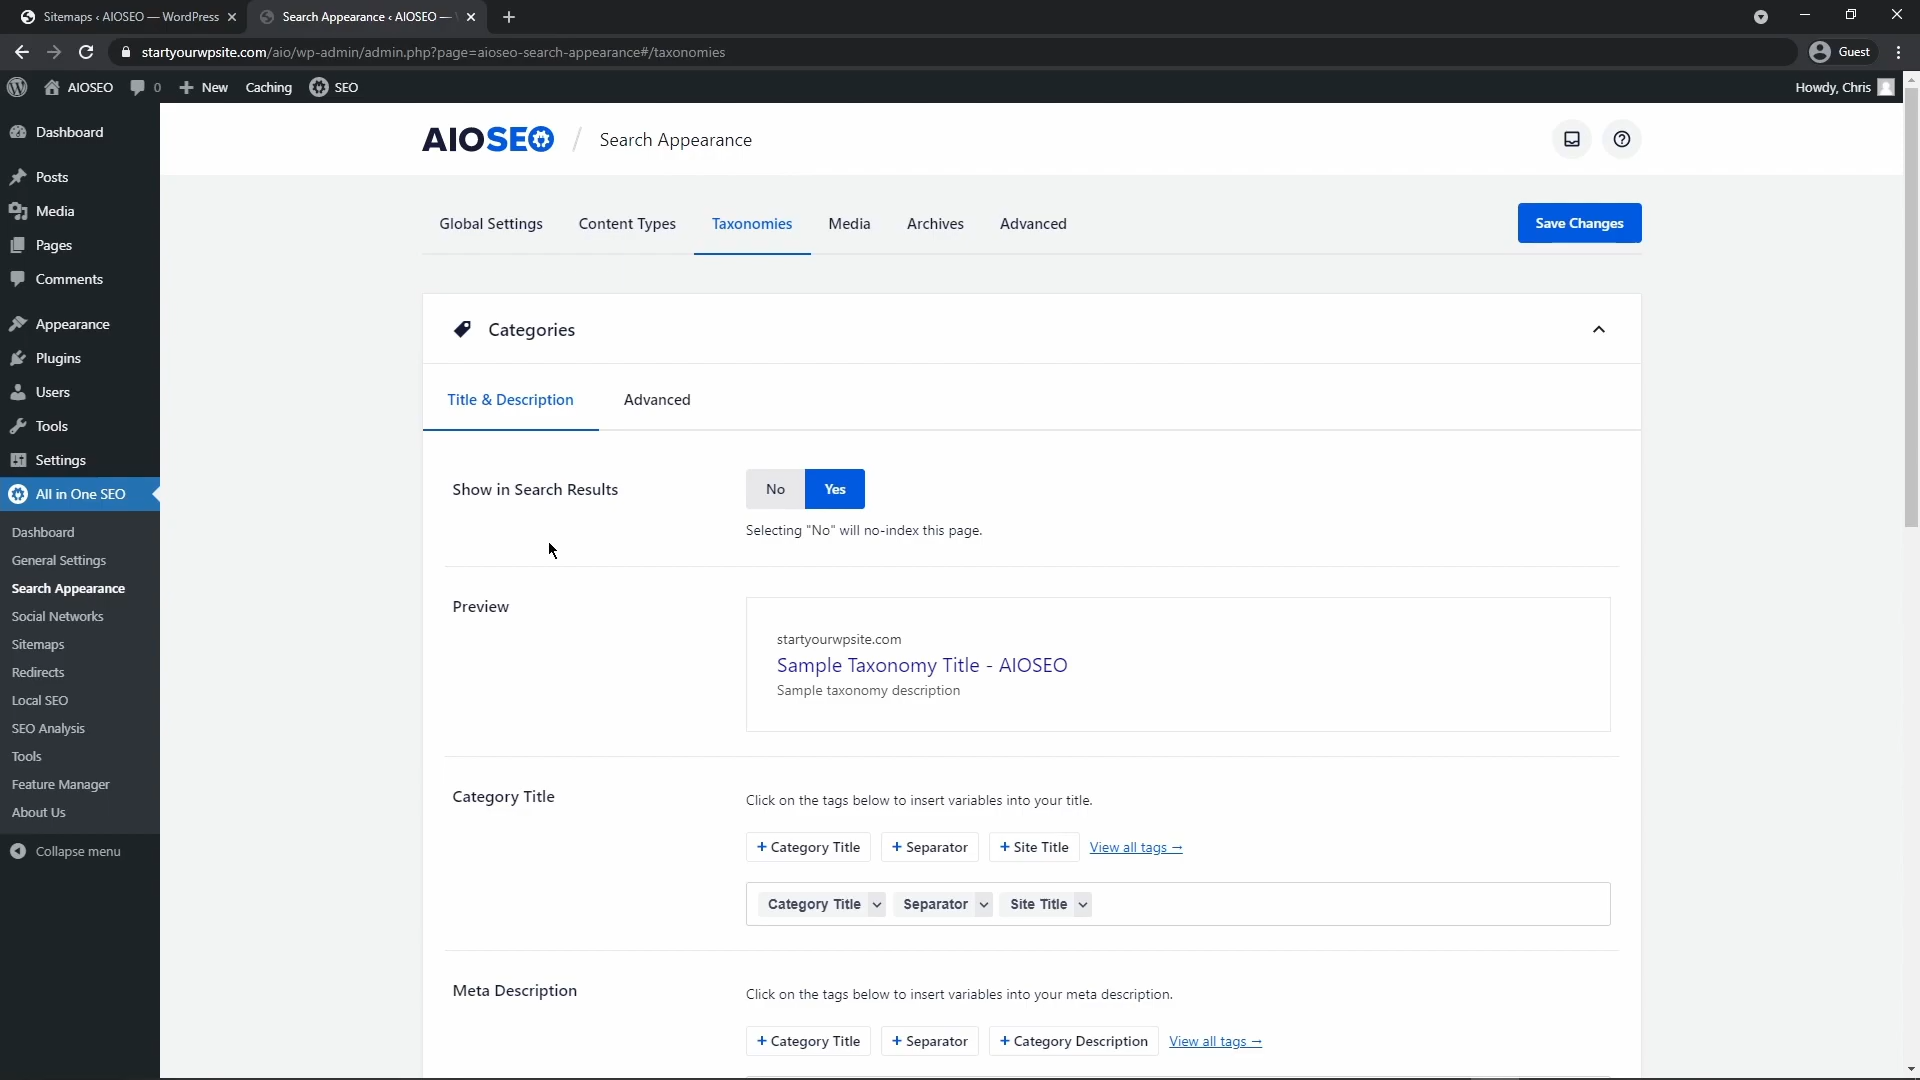 Sitemaps ‹ AIOSEO — WordPress
Search Appearance ‹ AIOSEO —
startyourwpsite.com/aio/wp-admin/admin.php?page=aioseo-search-appearance#/taxonomies
Guest
AIOSEO 0 New Caching SEO
Howdy, Chris
Dashboard
Posts
Media
Pages
Comments
Appearance
Plugins
Users
Tools
Settings
All in One SEO
Dashboard
General Settings
Search Appearance
Social Networks
Sitemaps
Redirects
Local SEO
SEO Analysis
Tools
Feature Manager
About Us
Collapse menu
AIOSEO / Search Appearance
Global Settings Content Types Taxonomies Media Archives Advanced
Save Changes
Categories
Title & Description Advanced
Show in Search Results
No Yes
Selecting "No" will no-index this page.
Preview
startyourwpsite.com
Sample Taxonomy Title - AIOSEO
Sample taxonomy description
Category Title
Click on the tags below to insert variables into your title.
+ Category Title + Separator + Site Title View all tags →
Category Title Separator Site Title
Meta Description
Click on the tags below to insert variables into your meta description.
+ Category Title + Separator + Category Description View all tags →